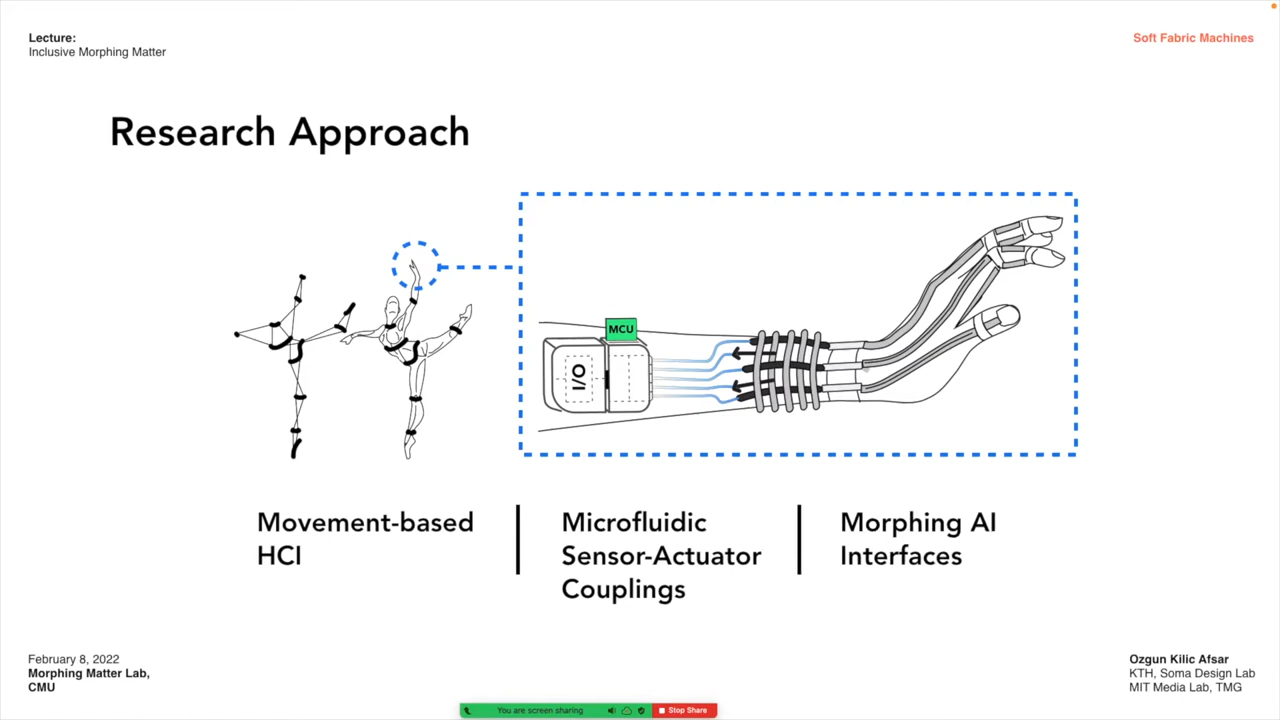 Lecture:
Inclusive Morphing Matter
Soft Fabric Machines
Research Approach
MCU
I/O
Movement-based
HCI
Microfluidic
Sensor-Actuator
Couplings
Morphing AI
Interfaces
February 8, 2022
Morphing Matter Lab,
CMU
Ozgun Kilic Afsar
KTH, Soma Design Lab
MIT Media Lab, TMG
You are screen sharing
Stop Share